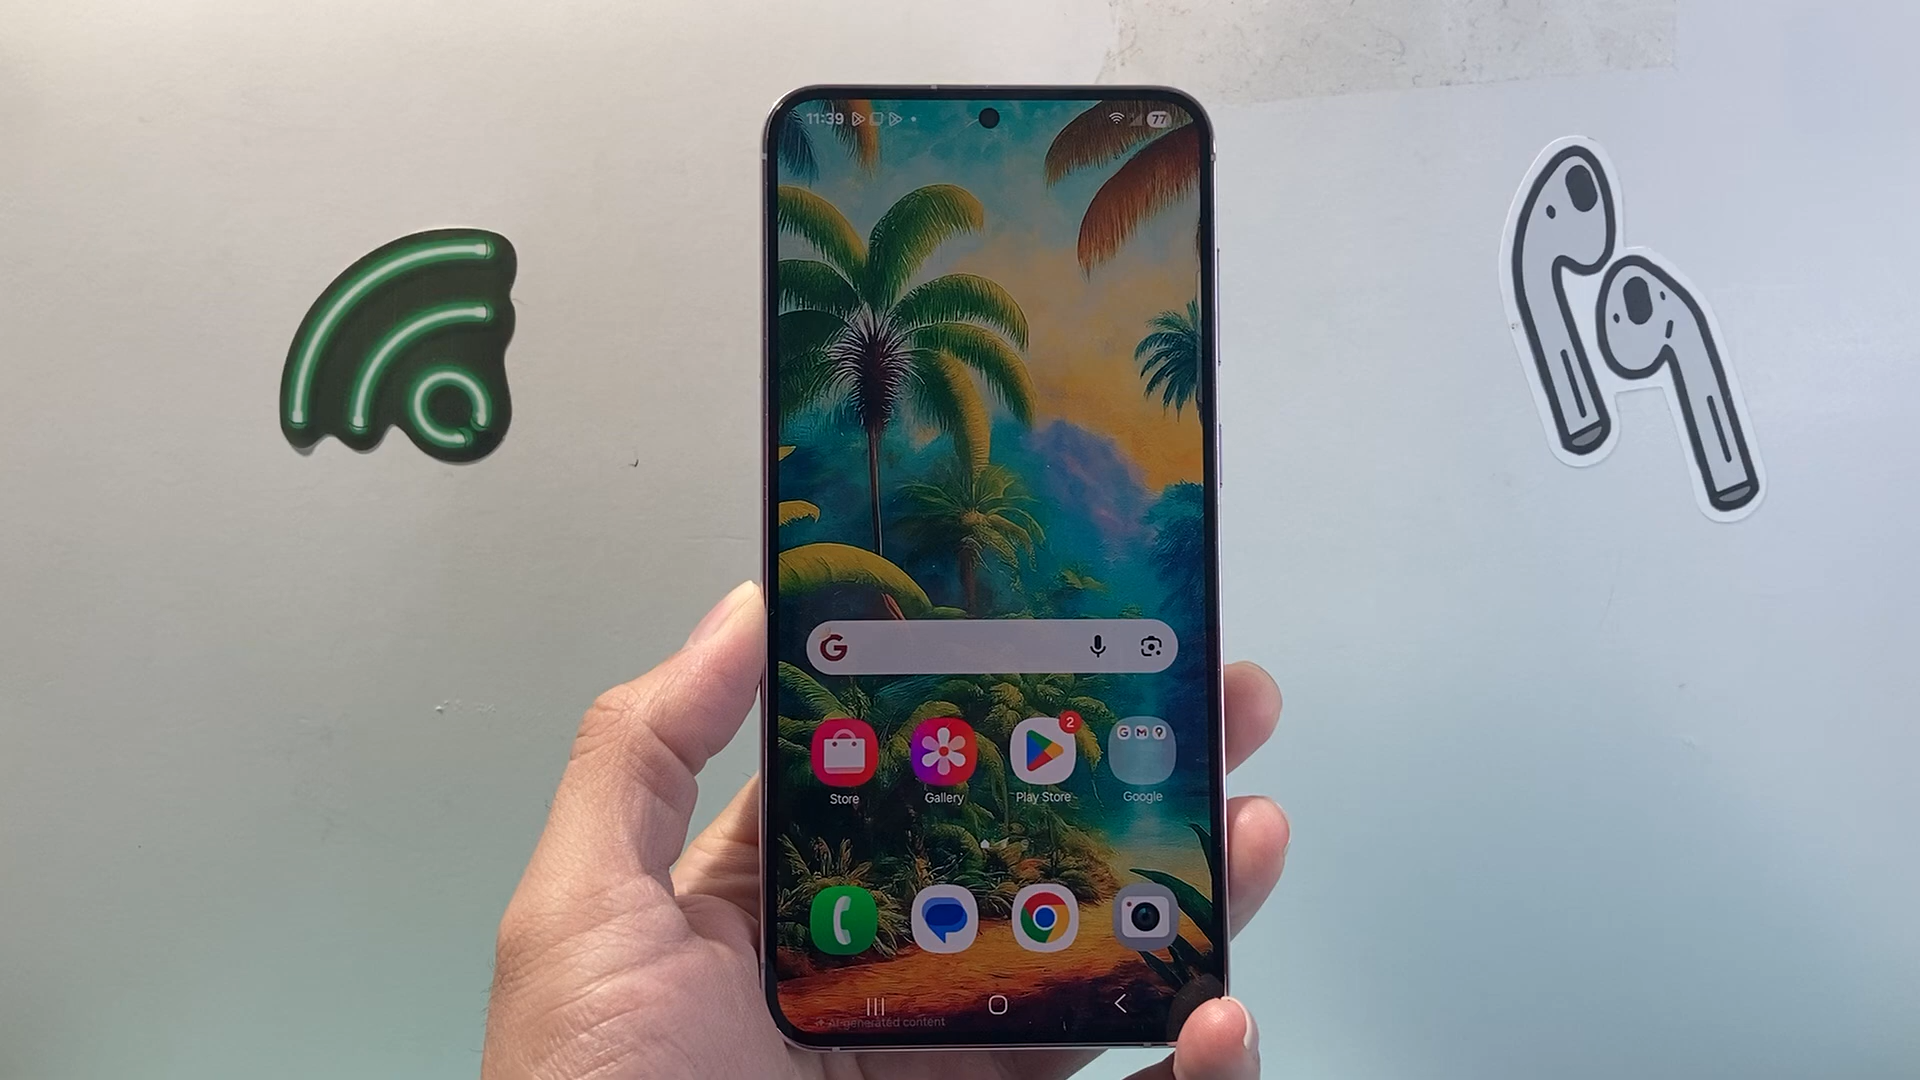 11:39
77
G
2
G M
Store
Gallery
Play Store
Google
AI-generated content